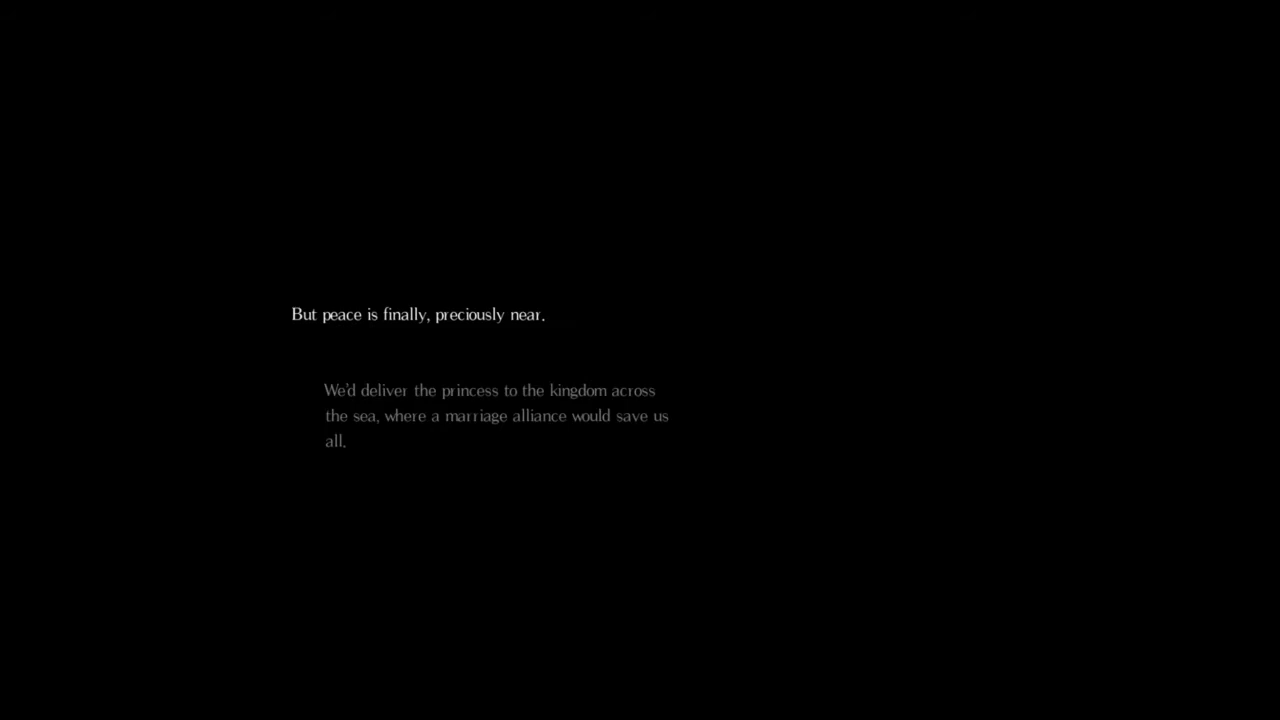 But peace is finally, preciously near.
We'd deliver the princess to the kingdom across
the sea, where a marriage alliance would save us
all.